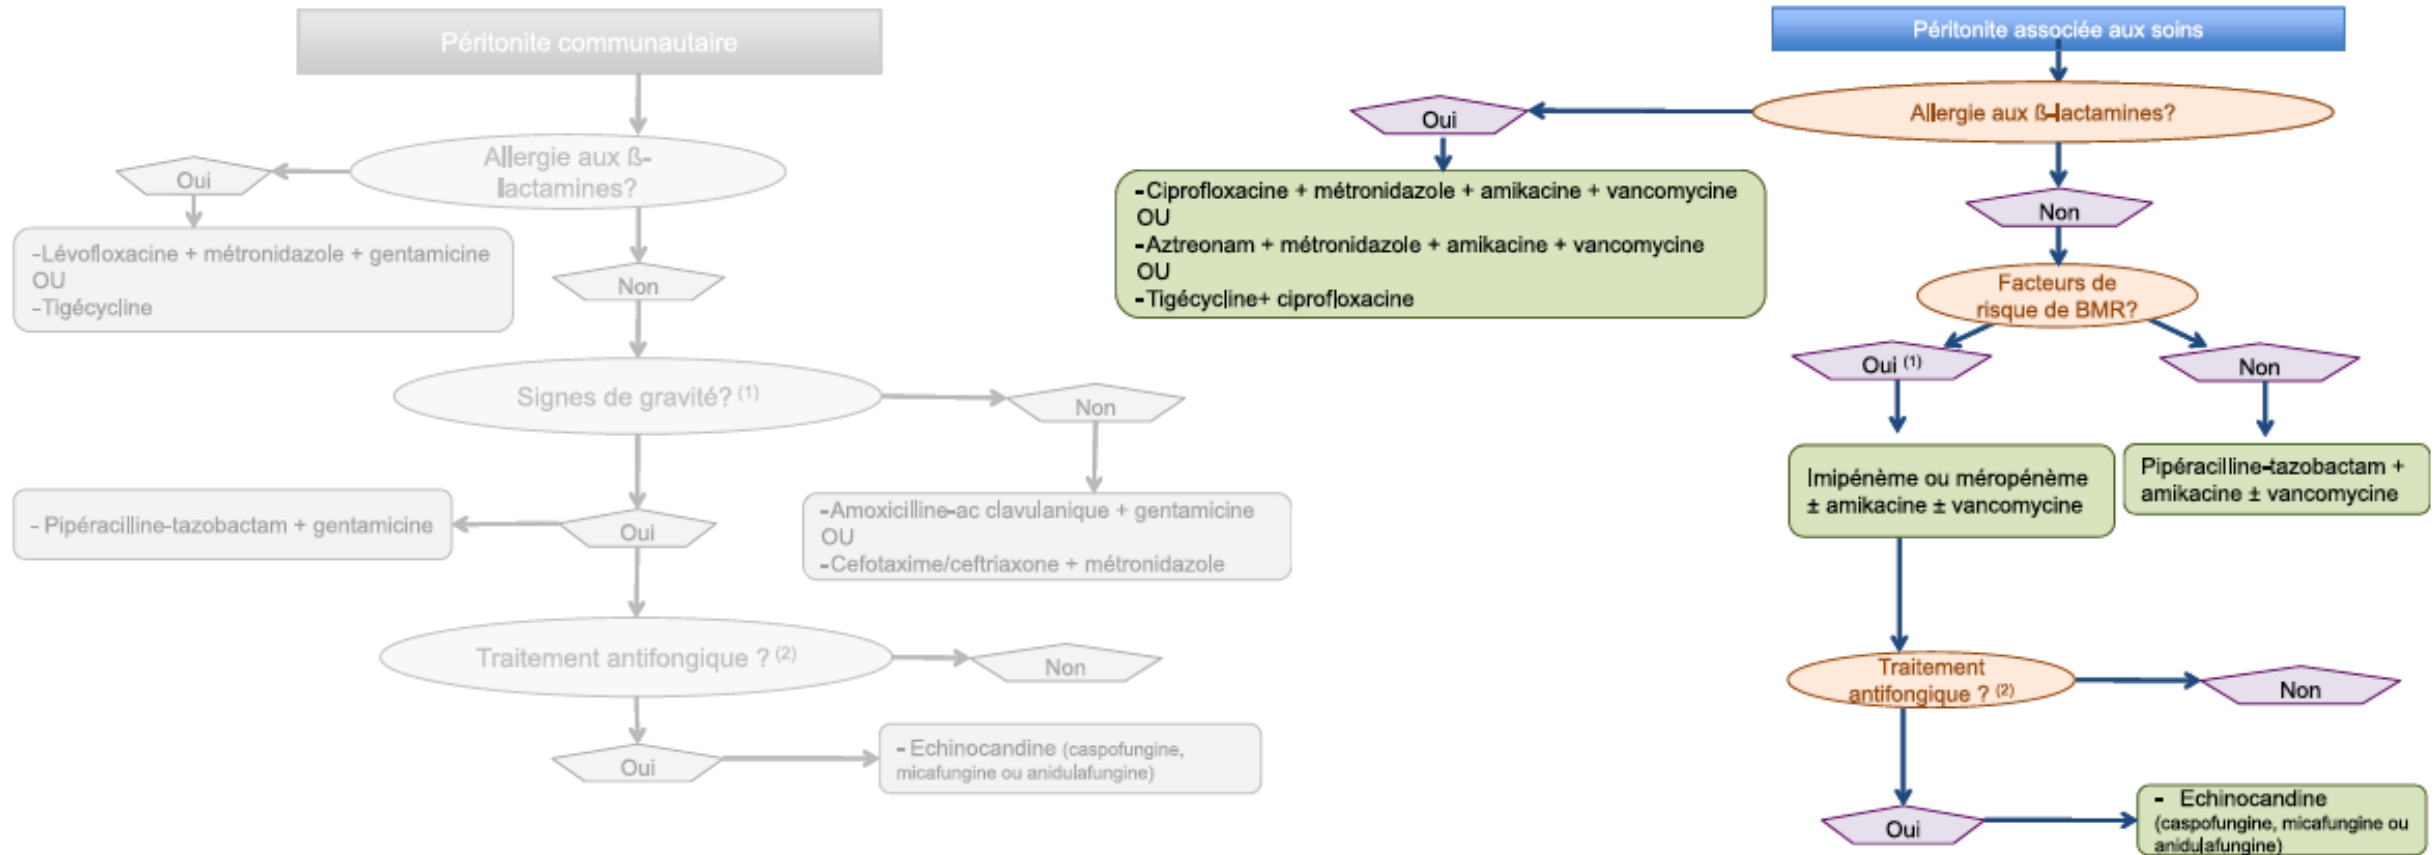 Péritonite communautaire
Allergie aux ß-
lactamines?
Oui
-Lévofloxacine + métronidazole + gentamicine
OU
-Tigécycline
Non
Signes de gravité? (1)
Non
-Amoxicilline-ac clavulanique + gentamicine
OU
-Cefotaxime/ceftriaxone + métronidazole
Oui
- Pipéracilline-tazobactam + gentamicine
Traitement antifongique ? (2)
Non
Oui
- Echinocandine (caspofungine,
micafungine ou anidulafungine)
Péritonite associée aux soins
Allergie aux ß-lactamines?
Oui
-Ciprofloxacine + métronidazole + amikacine + vancomycine
OU
-Aztreonam + métronidazole + amikacine + vancomycine
OU
-Tigécycline+ ciprofloxacine
Non
Facteurs de
risque de BMR?
Oui (1)
Non
Imipénème ou méropénème
± amikacine ± vancomycine
Pipéracilline-tazobactam +
amikacine ± vancomycine
Traitement
antifongique ? (2)
Non
Oui
- Echinocandine
(caspofungine, micafungine ou
anidulafungine)